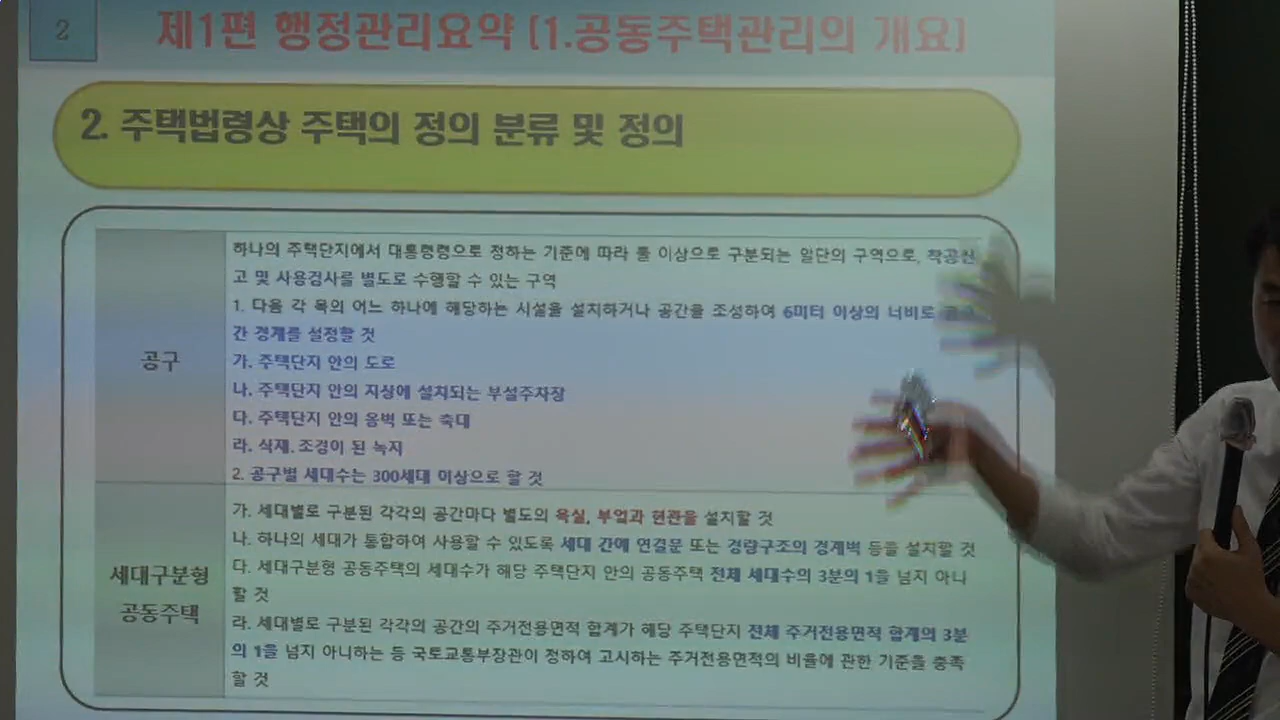 2
제1편 행정관리요약 [1.공동주택관리의 개요]
2. 주택법령상 주택의 정의 분류 및 정의
공구
하나의 주택단지에서 대통령령으로 정하는 기준에 따라 둘 이상으로 구분되는 일단의 구역으로, 착공신
고 및 사용검사를 별도로 수행할 수 있는 구역
1. 다음 각 목의 어느 하나에 해당하는 시설을 설치하거나 공간을 조성하여 6미터 이상의 너비로
간 경계를 설정할 것
가. 주택단지 안의 도로
나. 주택단지 안의 지상에 설치되는 부설주차장
다. 주택단지 안의 옹벽 또는 축대
라. 식재.조경이 된 녹지
2. 공구별 세대수는 300세대 이상으로 할 것
세대구분형
공동주택
가. 세대별로 구분된 각각의 공간마다 별도의 욕실, 부엌과 현관을 설치할 것
나. 하나의 세대가 통합하여 사용할 수 있도록 세대 간에 연결문 또는 경량구조의 경계벽 등을 설치할 것
다. 세대구분형 공동주택의 세대수가 해당 주택단지 안의 공동주택 전체 세대수의 3분의 1을 넘지 아니
할 것
라. 세대별로 구분된 각각의 공간의 주거전용면적 합계가 해당 주택단지 전체 주거전용면적 합계의 3분
의 1을 넘지 아니하는 등 국토교통부장관이 정하여 고시하는 주거전용면적의 비율에 관한 기준을 충족
할 것